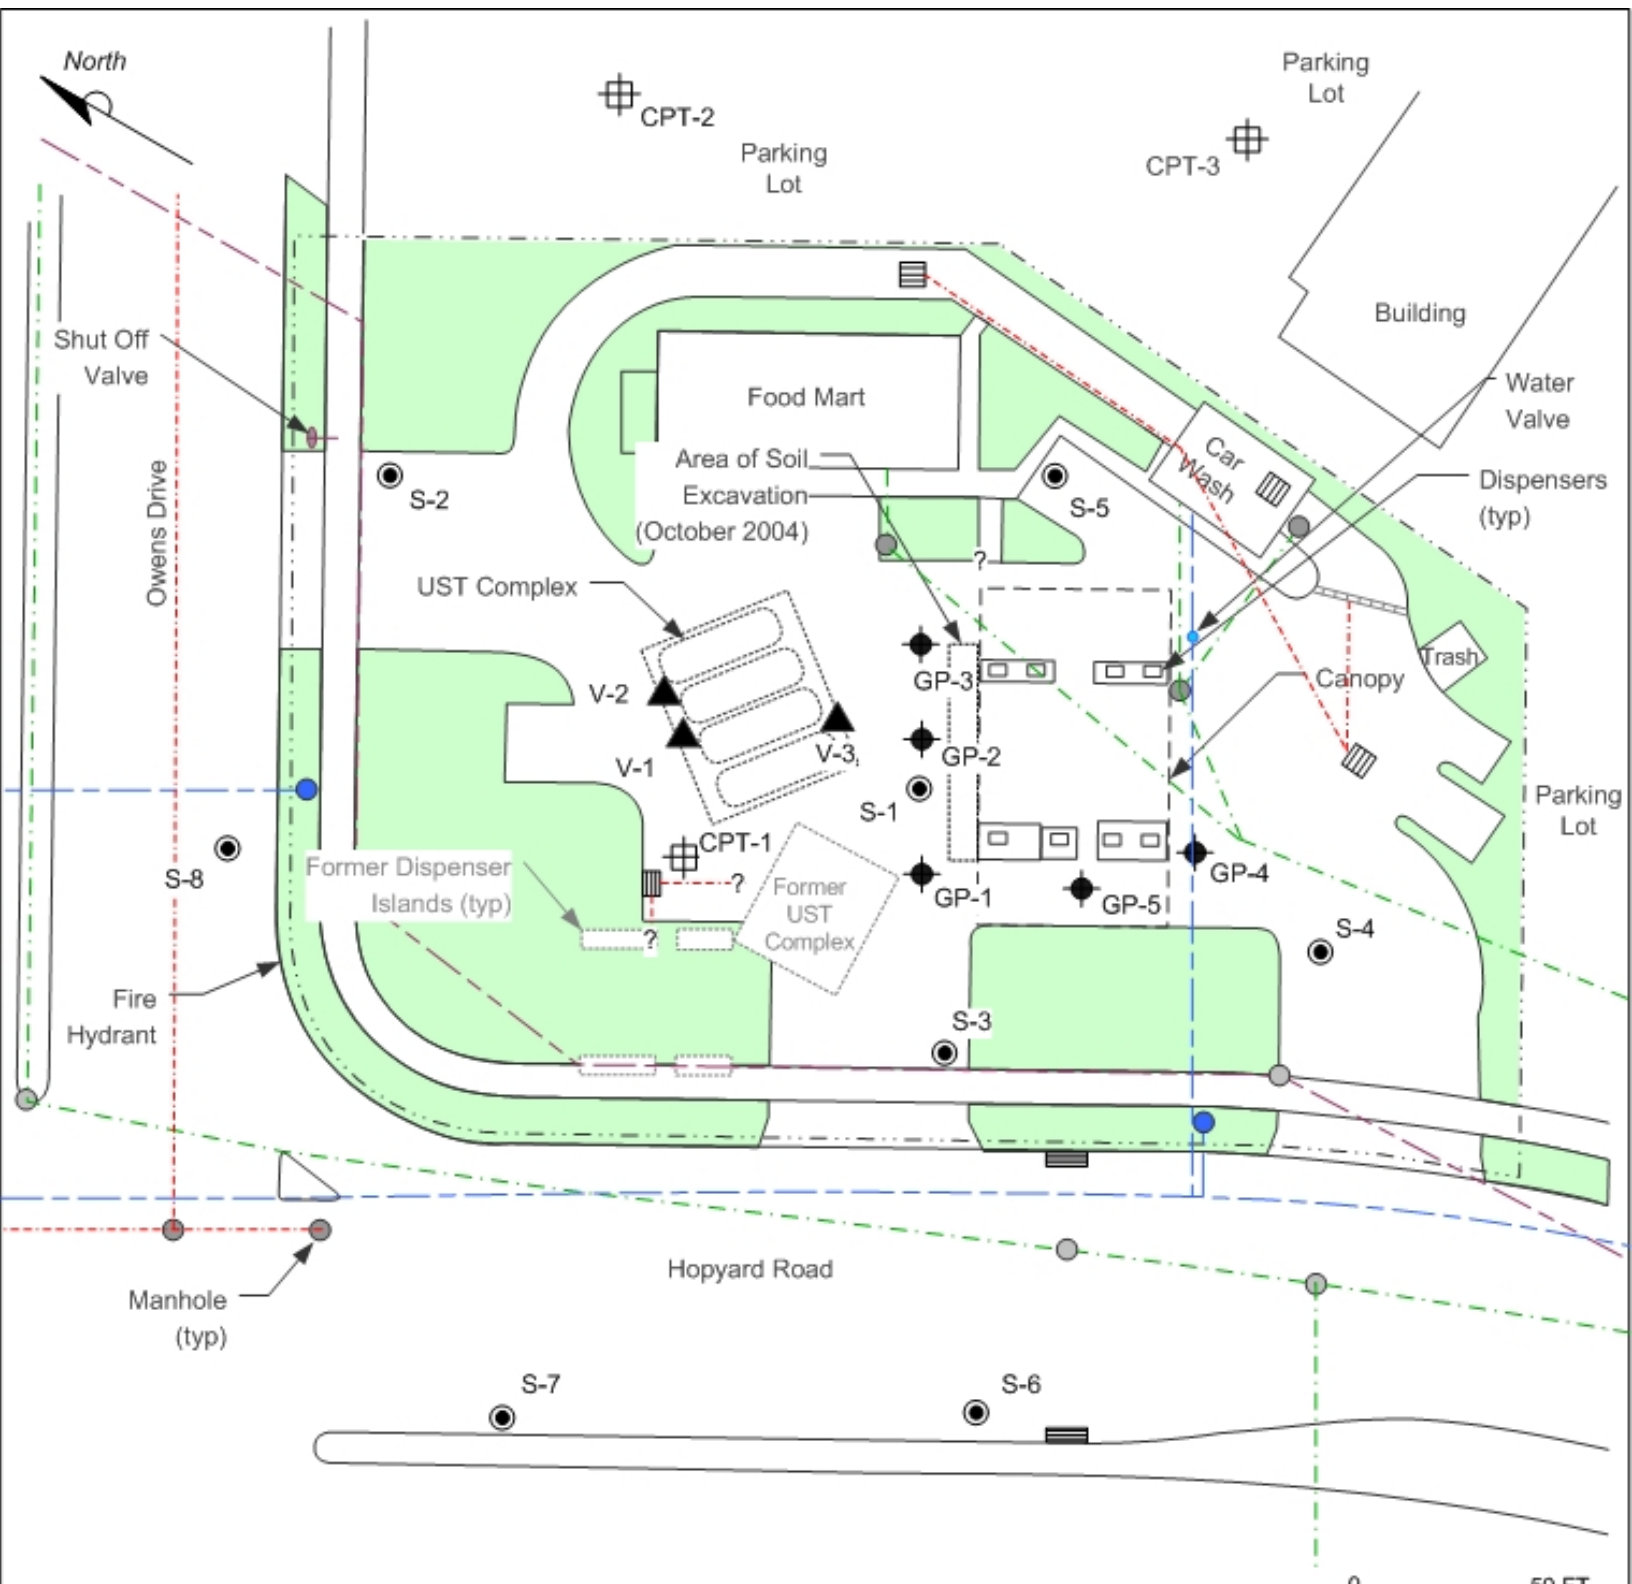 North
CPT-2
Parking
Lot
Parking
Lot
CPT-3
Building
Shut Off
Valve
Owens Drive
Food Mart
Water
Valve
Car
Wash
Area of Soil
Excavation
(October 2004)
S-2
S-5
Dispensers
(typ)
?
UST Complex
Trash
GP-3
Canopy
V-2
V-1
V-3
GP-2
S-1
Parking
Lot
CPT-1
S-8
Former Dispenser
Islands (typ)
?
?
Former
UST
Complex
GP-1
GP-5
GP-4
S-4
Fire
Hydrant
S-3
Hopyard Road
Manhole
(typ)
S-7
S-6